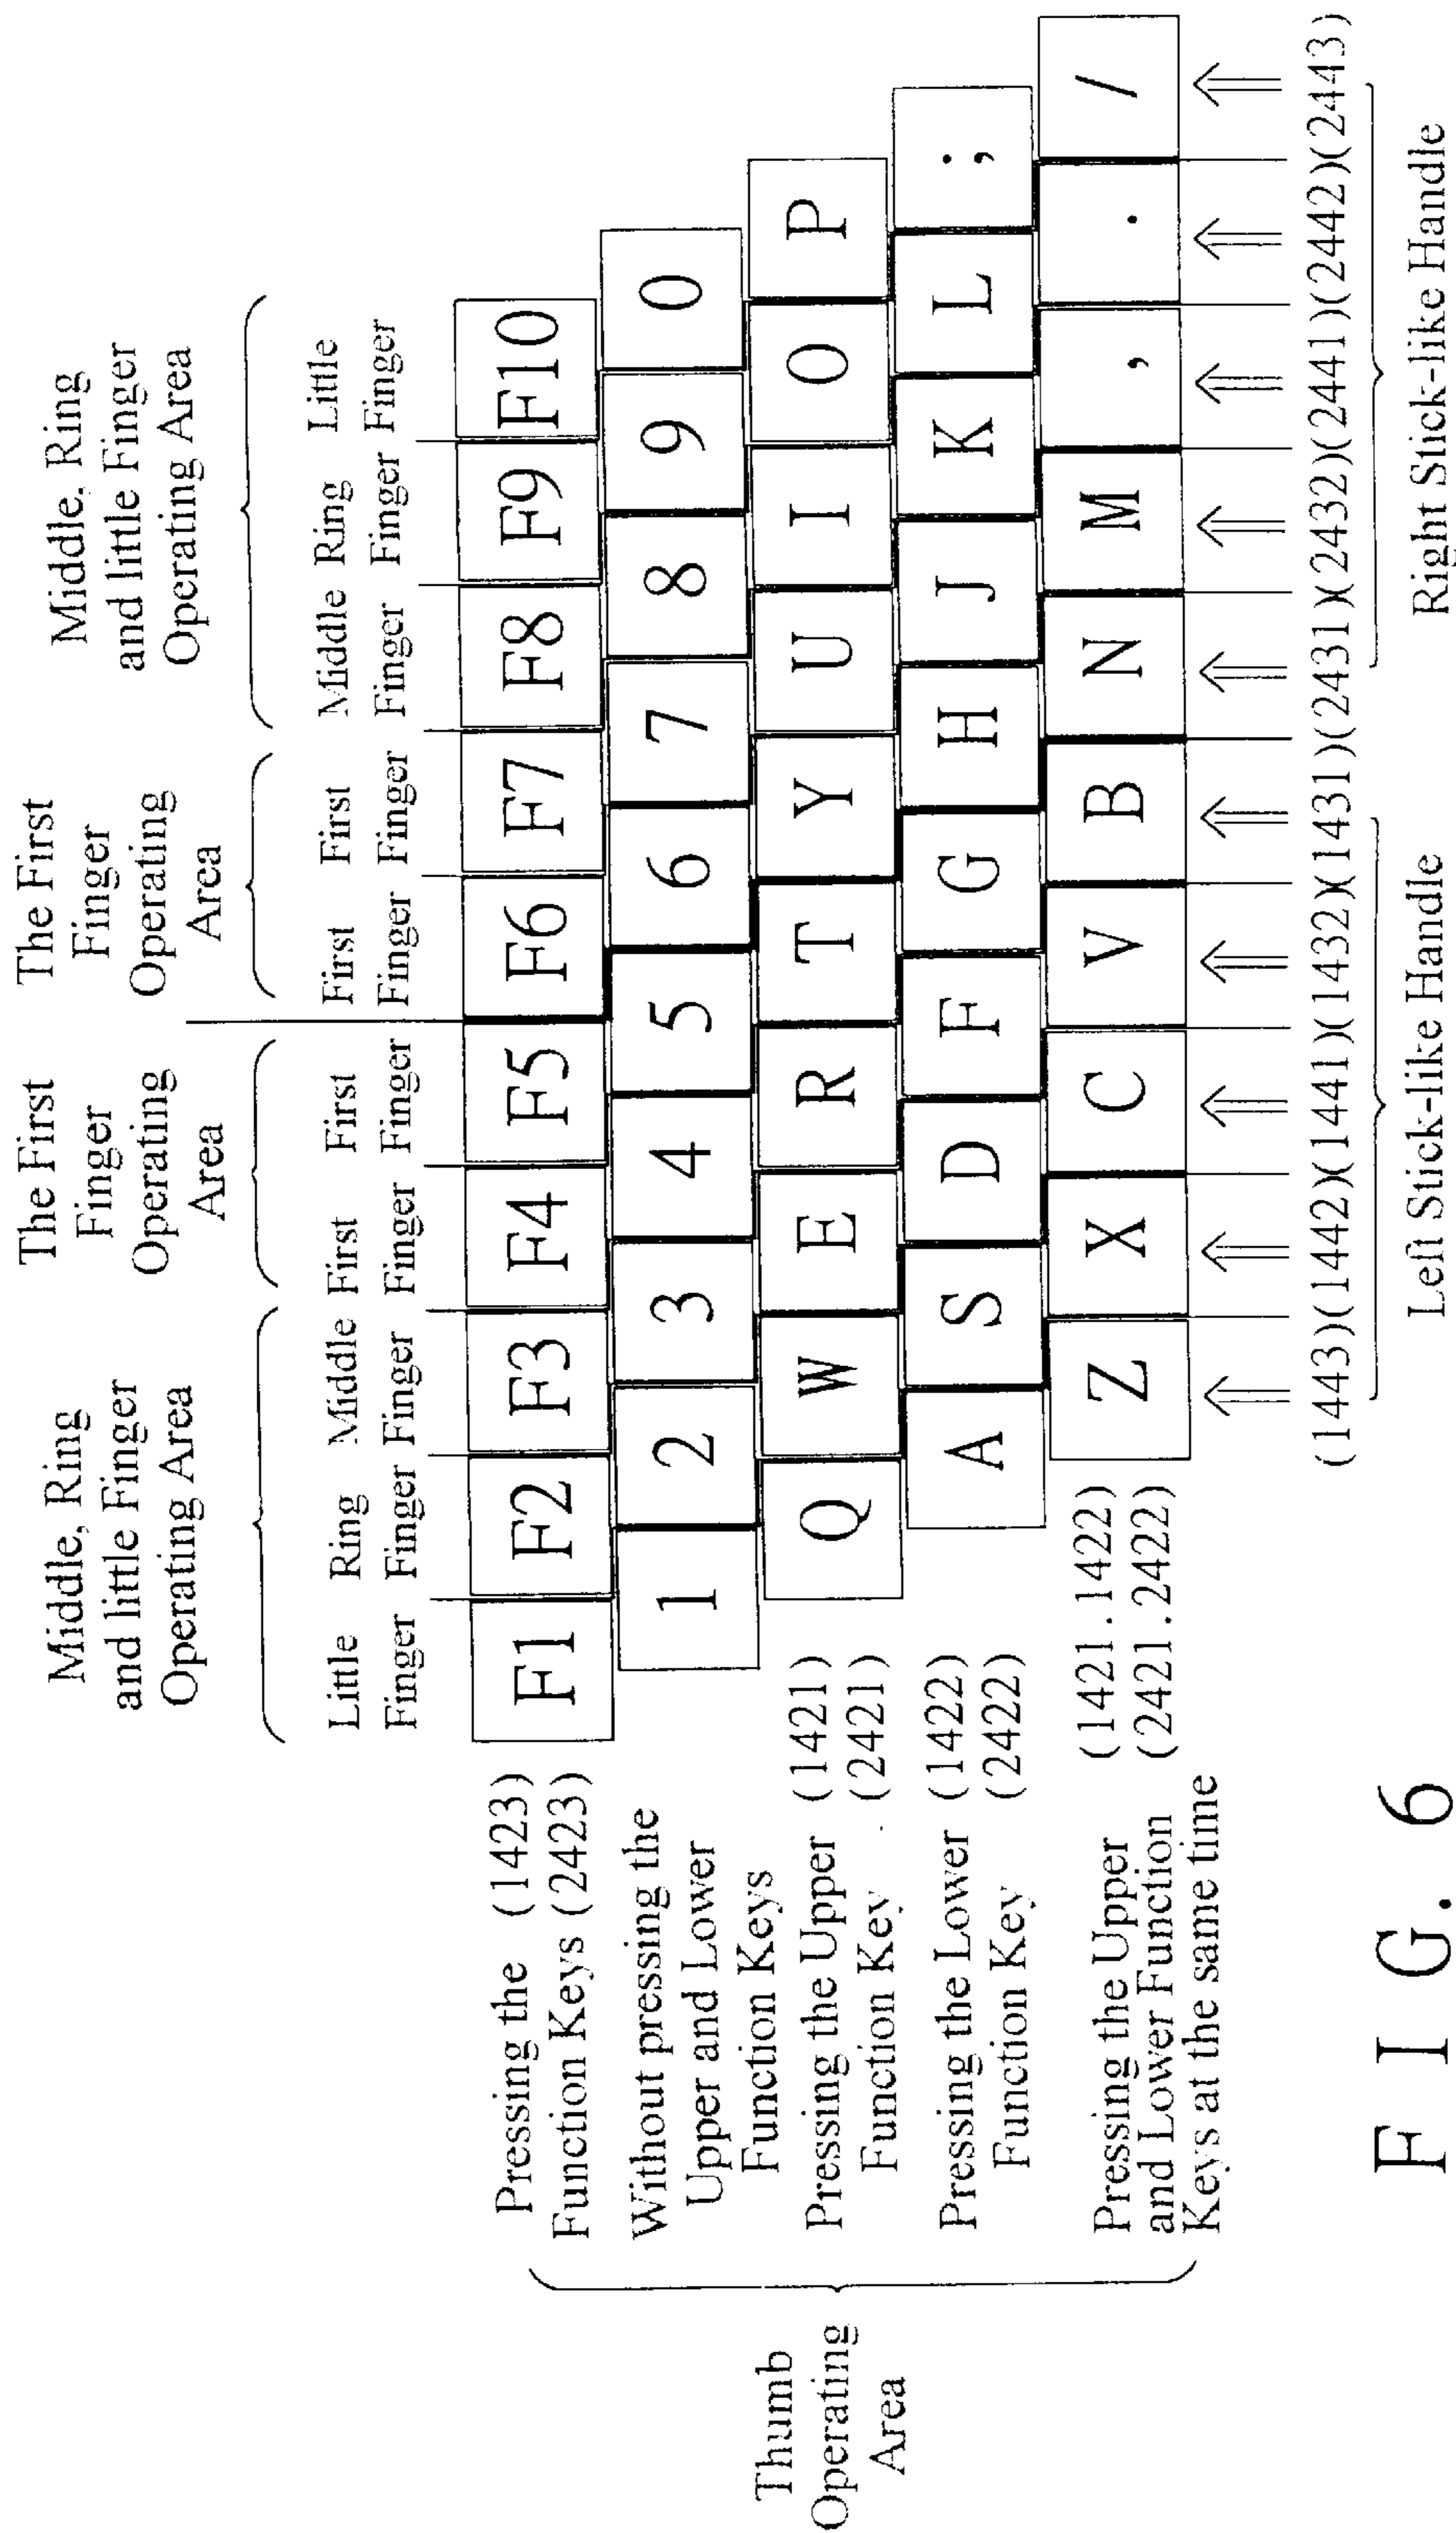 Middle, Ring
and little Finger
Operating Area
The First
Finger
Operating
Area
The First
Finger
Operating
Area
Middle, Ring
and little Finger
Operating Area
Little Ring Middle First First First First Middle Ring Little
Finger Finger Finger Finger Finger Finger Finger Finger Finger Finger
Thumb
Operating
Area
Pressing the (1423)
Function Keys (2423)
F1 F2 F3 F4 F5 F6 F7 F8 F9 F10
Without pressing the
Upper and Lower
Function Keys
1 2 3 4 5 6 7 8 9 0
Pressing the Upper (1421)
Function Key (2421)
Q W E R T Y U I O P
Pressing the Lower (1422)
Function Key (2422)
A S D F G H J K L ;
Pressing the Upper (1421.1422)
and Lower Function (2421.2422)
Keys at the same time
Z X C V B N M , . /
(1443)(1442)(1441)(1432)(1431)(2431)(2432)(2441)(2442)(2443)
Left Stick-like Handle Right Stick-like Handle
F I G. 6